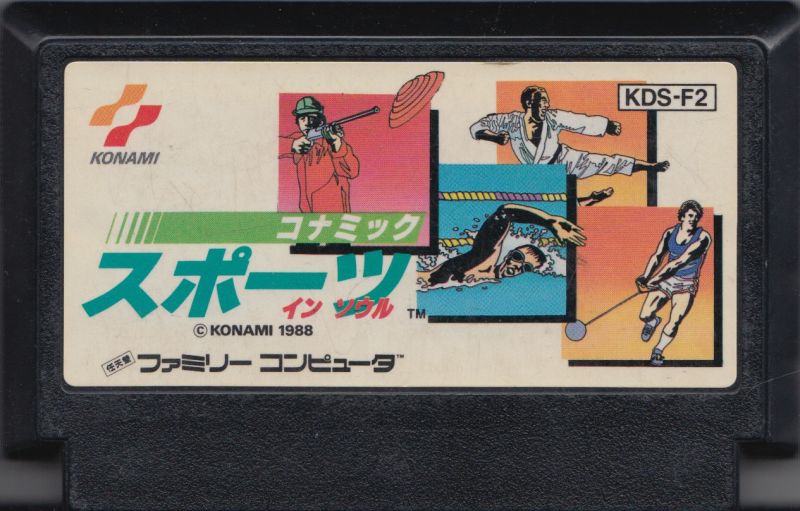 KONAMI
KDS-F2
コナミック
スポーツ
イン ソウル TM
© KONAMI 1988
任天堂 ファミリー コンピュータ TM